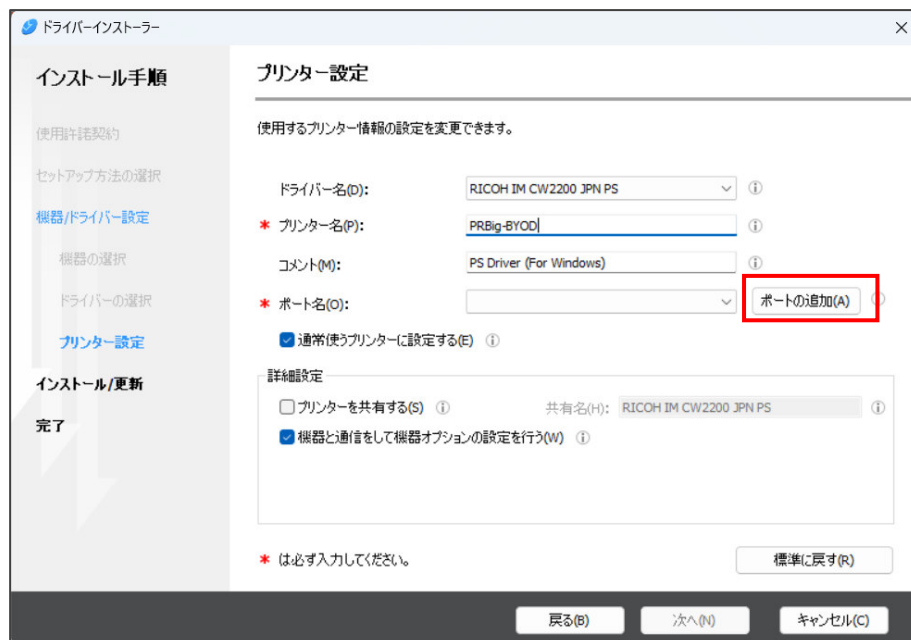 ドライバーインストーラー
インストール手順
使用許諾契約
セットアップ方法の選択
機器/ドライバー設定
機器の選択
ドライバーの選択
プリンター設定
インストール/更新
完了
プリンター設定
使用するプリンター情報の設定を変更できます。
ドライバー名(D): RICOH IM CW2200 JPN PS
* プリンター名(P): PRBig-BYOD
コメント(M): PS Driver (For Windows)
* ポート名(O): ポートの追加(A)
通常使うプリンターに設定する(E)
詳細設定
プリンターを共有する(S) 共有名(H): RICOH IM CW2200 JPN PS
機器と通信をして機器オプションの設定を行う(W)
* は必ず入力してください。 標準に戻す(R)
戻る(B) 次へ(N) キャンセル(C)